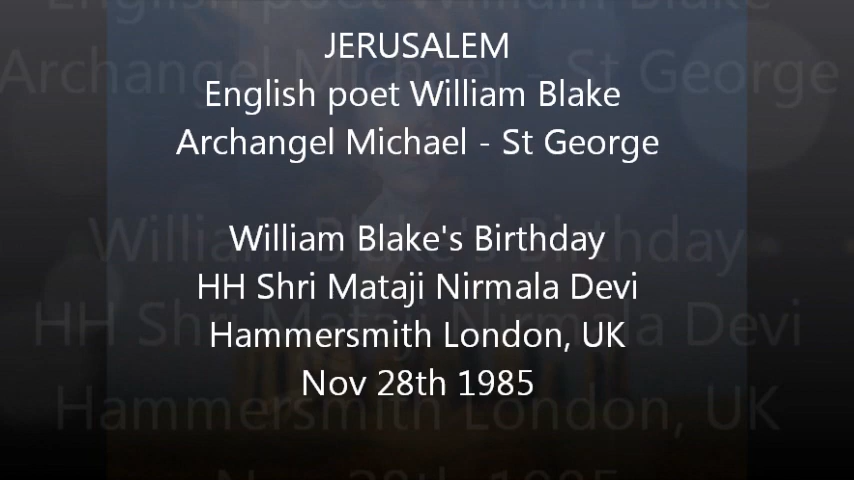 JERUSALEM
English poet William Blake
Archangel Michael - St George
William Blake's Birthday
HH Shri Mataji Nirmala Devi
Hammersmith London, UK
Nov 28th 1985